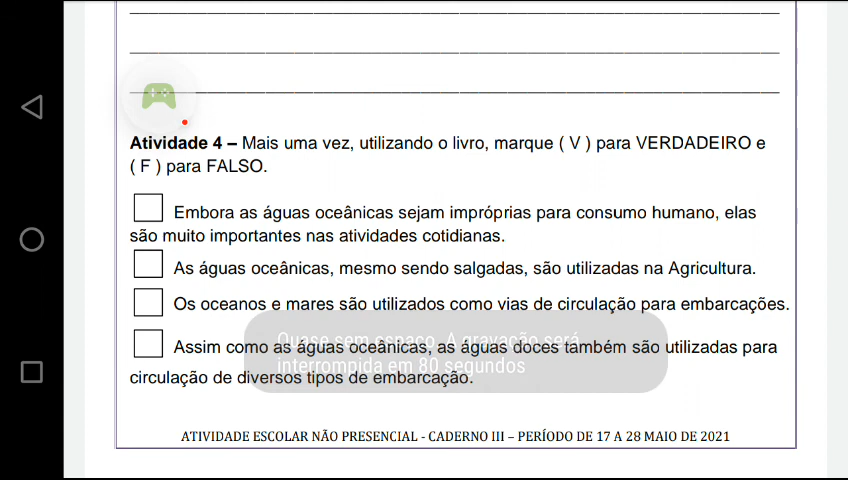 Atividade 4 – Mais uma vez, utilizando o livro, marque ( V ) para VERDADEIRO e
( F ) para FALSO.
Embora as águas oceânicas sejam impróprias para consumo humano, elas
são muito importantes nas atividades cotidianas.
As águas oceânicas, mesmo sendo salgadas, são utilizadas na Agricultura.
Os oceanos e mares são utilizados como vias de circulação para embarcações.
Quase sem espaço. A gravação será
Assim como as águas oceânicas, as águas doces também são utilizadas para
interrompida em 80 segundos
circulação de diversos tipos de embarcação.
ATIVIDADE ESCOLAR NÃO PRESENCIAL - CADERNO III – PERÍODO DE 17 A 28 MAIO DE 2021